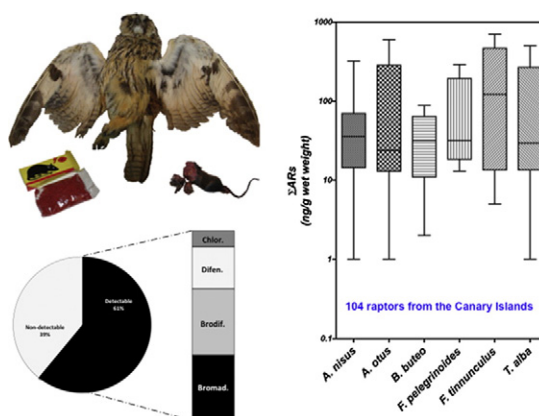 Chlor.
Difen.
Brodif.
Bromad.
Detectable
61%
Non-detectable
39%
ΣARs
(ng/g wet weight)
1000
100
10
1
0.1
104 raptors from the Canary Islands
A. nisus
A. otus
B. buteo
F. pelegrinoides
F. tinnunculus
T. alba